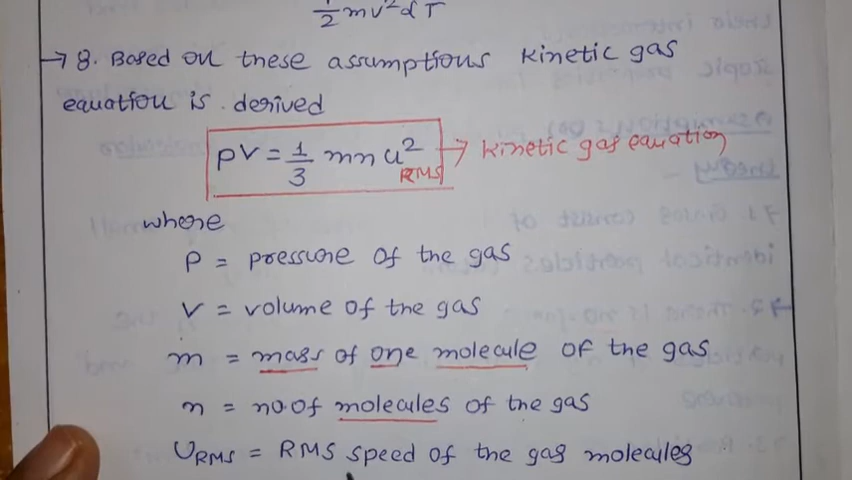 1/2 mv² α T
→ 8. Based on these assumptions kinetic gas
equation is derived
PV = 1/3 mnu²RMS → kinetic gas equation
where
P = pressure of the gas
V = volume of the gas
m = mass of one molecule of the gas
n = no.of molecules of the gas
URMS = RMS speed of the gas molecules